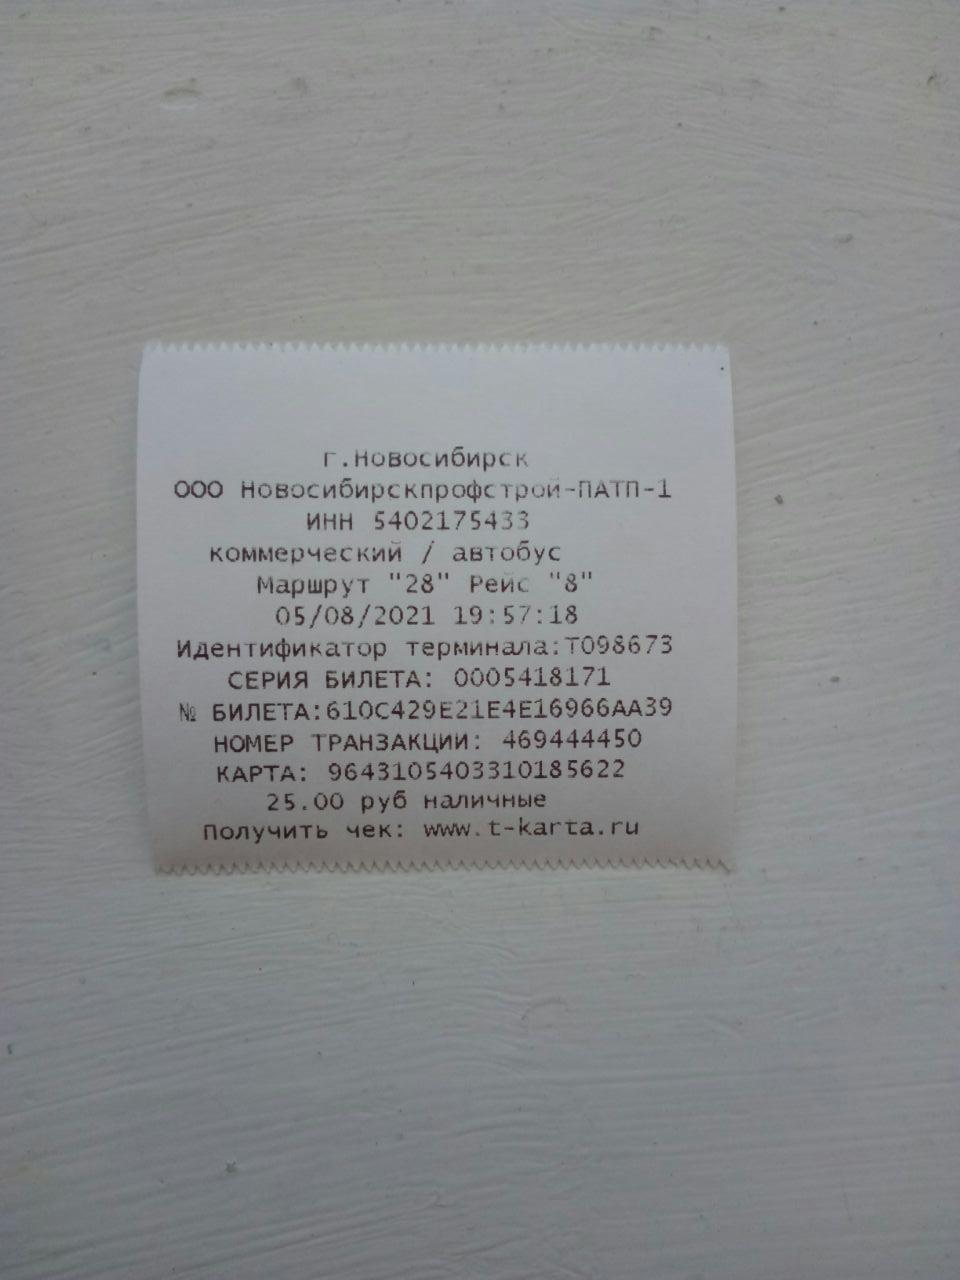 г.Новосибирск
ООО Новосибирскпрофстрой-ПАТП-1
ИНН 5402175433
коммерческий / автобус
Маршрут "28" Рейс "8"
05/08/2021 19:57:18
Идентификатор терминала:T098673
СЕРИЯ БИЛЕТА: 0005418171
№ БИЛЕТА:610C429E21E4E16966AA39
НОМЕР ТРАНЗАКЦИИ: 469444450
КАРТА: 9643105403310185622
25.00 руб наличные
Получить чек: www.t-karta.ru